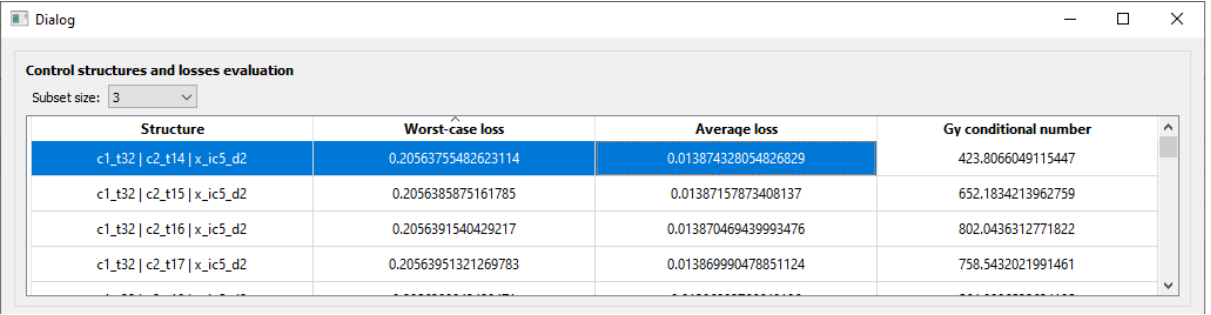 Dialog
Control structures and losses evaluation
Subset size: 3
Structure Worst-case loss Average loss Gy conditional number
c1_t32 | c2_t14 | x_ic5_d2 0.20563755482623114 0.013874328054826829 423.8066049115447
c1_t32 | c2_t15 | x_ic5_d2 0.2056385875161785 0.01387157873408137 652.1834213962759
c1_t32 | c2_t16 | x_ic5_d2 0.2056391540429217 0.013870469439993476 802.0436312771822
c1_t32 | c2_t17 | x_ic5_d2 0.20563951321269783 0.013869990478851124 758.5432021991461